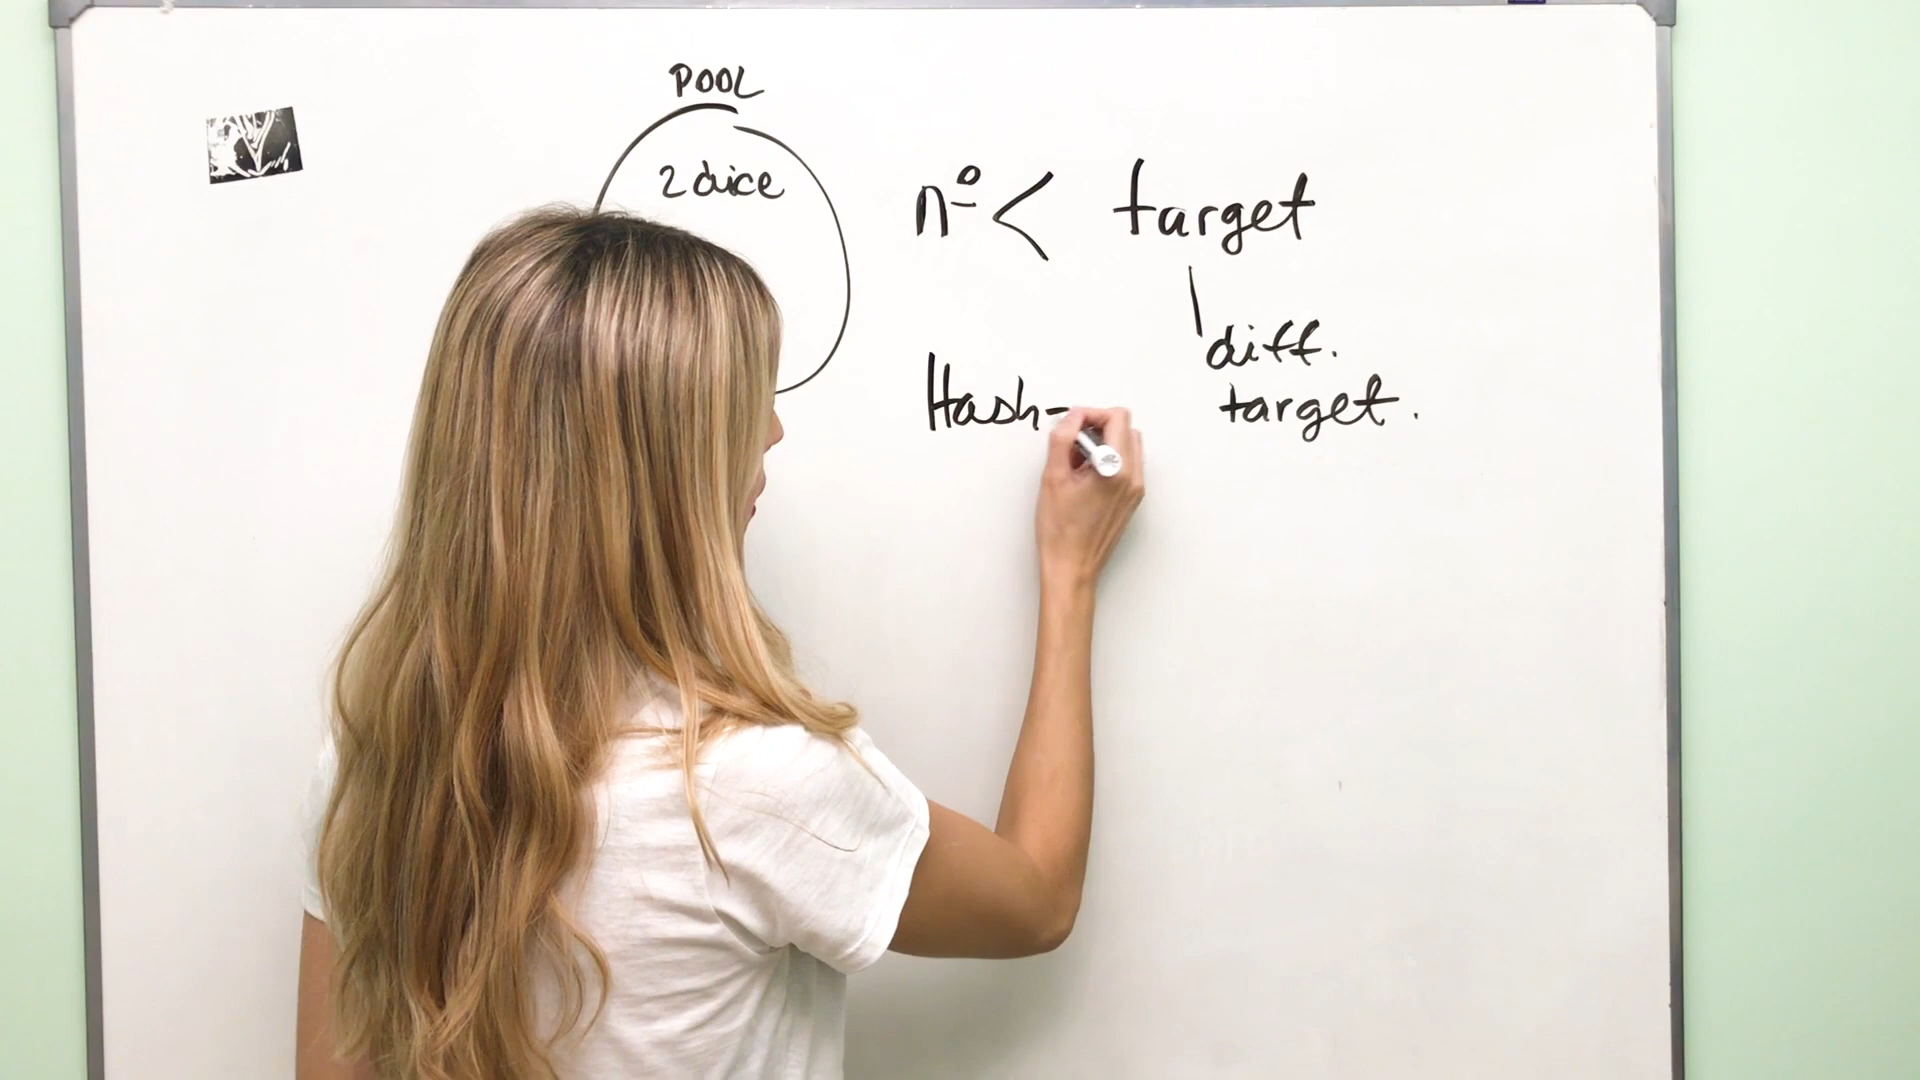 POOL
2 dice
nº < target
diff.
target.
Hash-